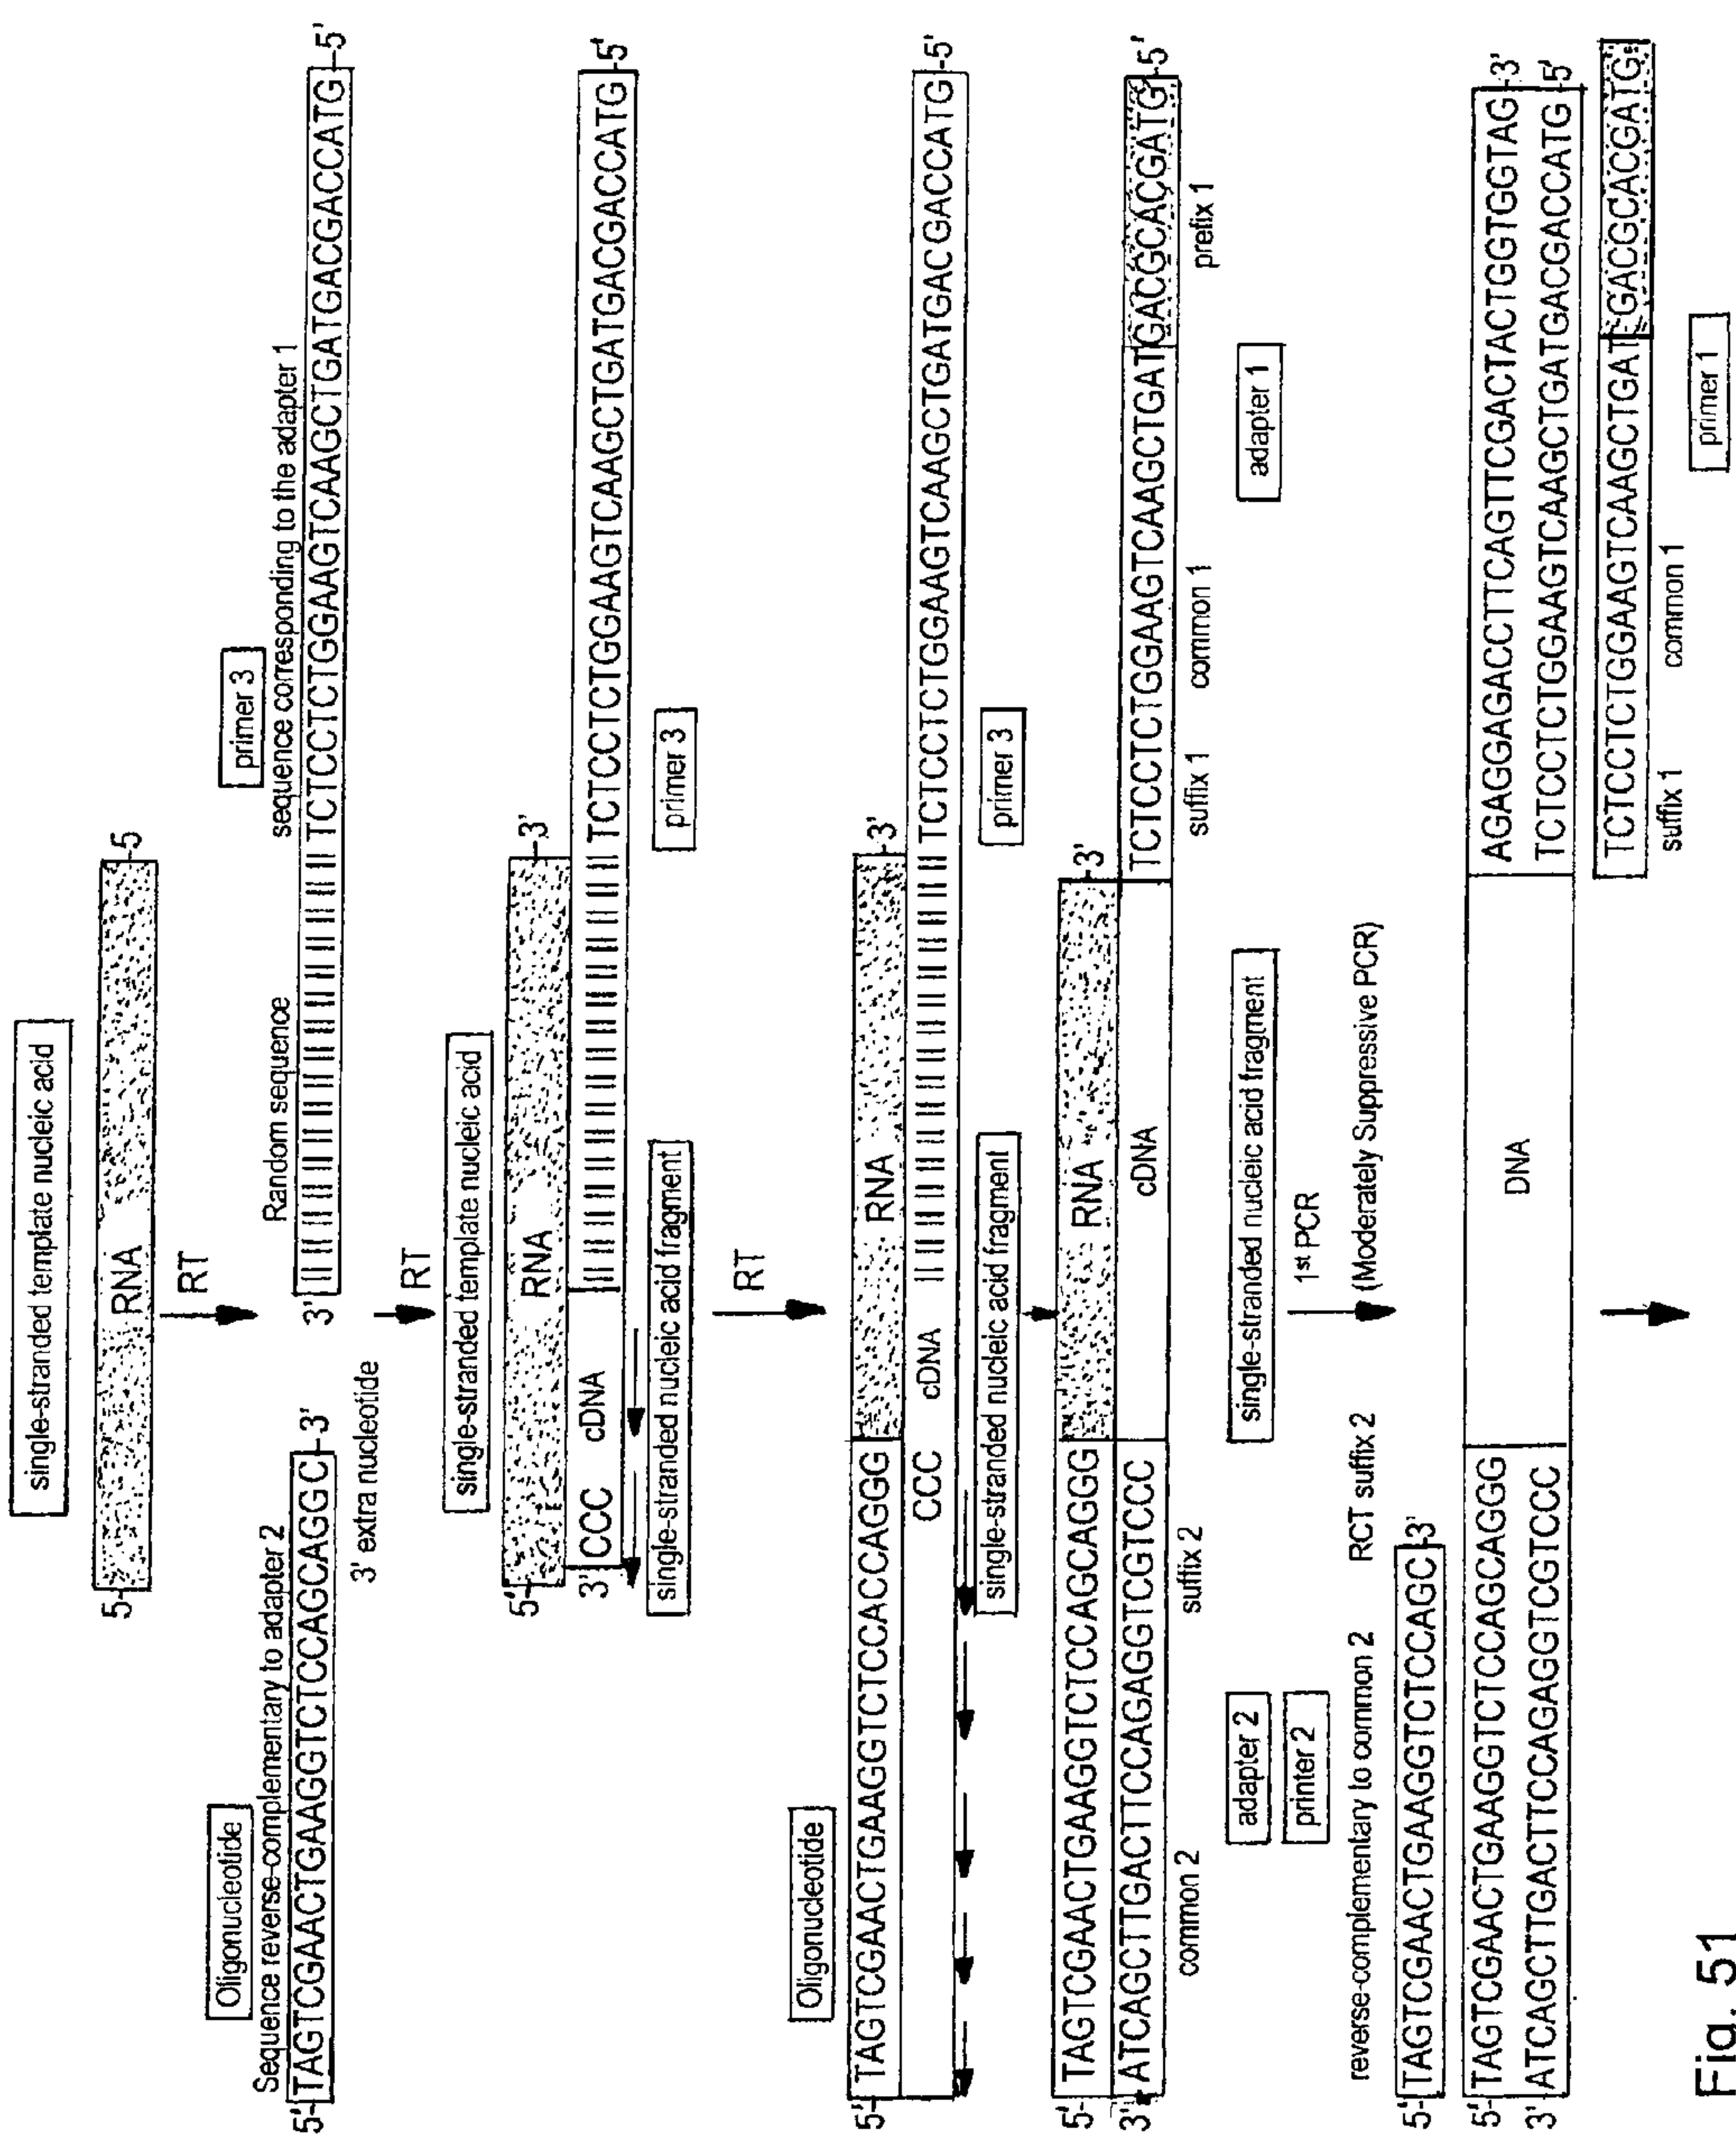 single-stranded template nucleic acid
5- RNA -5
RT
Oligonucleotide
primer 3
Sequence reverse-complementary to adapter 2
Random sequence
sequence corresponding to the adapter 1
5'-TAGTCGAACTGAAGGTCTCCAGCAGGC-3'
3' TCTCCTCTGGAAGTCAAGCTGATGACGACCATG-5'
3' extra nucleotide
RT
single-stranded template nucleic acid
5'- RNA -3'
3' CCC cDNA TCTCCTCTGGAAGTCAAGCTGATGACGACCATG-5'
single-stranded nucleic acid fragment
primer 3
RT
Oligonucleotide
5'-TAGTCGAACTGAAGGTCTCCACCAGGG RNA -3'
CCC cDNA TCTCCTCTGGAAGTCAAGCTGATGACGACCATG-5'
single-stranded nucleic acid fragment
primer 3
5'- TAGTCGAACTGAAGGTCTCCAGCAGGG RNA -3'
3' ATCAGCTTGACTTCCAGAGGTCGTCCC cDNA TCTCCTCTGGAAGTCAAGCTGATGACGCACGATG-5'
common 2
suffix 2
suffix 1
common 1
prefix 1
adapter 2
single-stranded nucleic acid fragment
adapter 1
printer 2
1st PCR
reverse-complementary to common 2
RCT suffix 2
(Moderately Suppressive PCR)
5'-TAGTCGAACTGAAGGTCTCCAGC-3'
5'-TAGTCGAACTGAAGGTCTCCAGCAGGG DNA AGAGGAGACCTTCAGTTCGACTACTGGTGGTAG-3'
3' ATCAGCTTGACTTCCAGAGGTCGTCCC TCTCCTCTGGAAGTCAAGCTGATGACGACCATG-5'
TCTCCTCTGGAAGTCAAGCTGAT GACGCACGATG
suffix 1
common 1
primer 1
Fig. 51